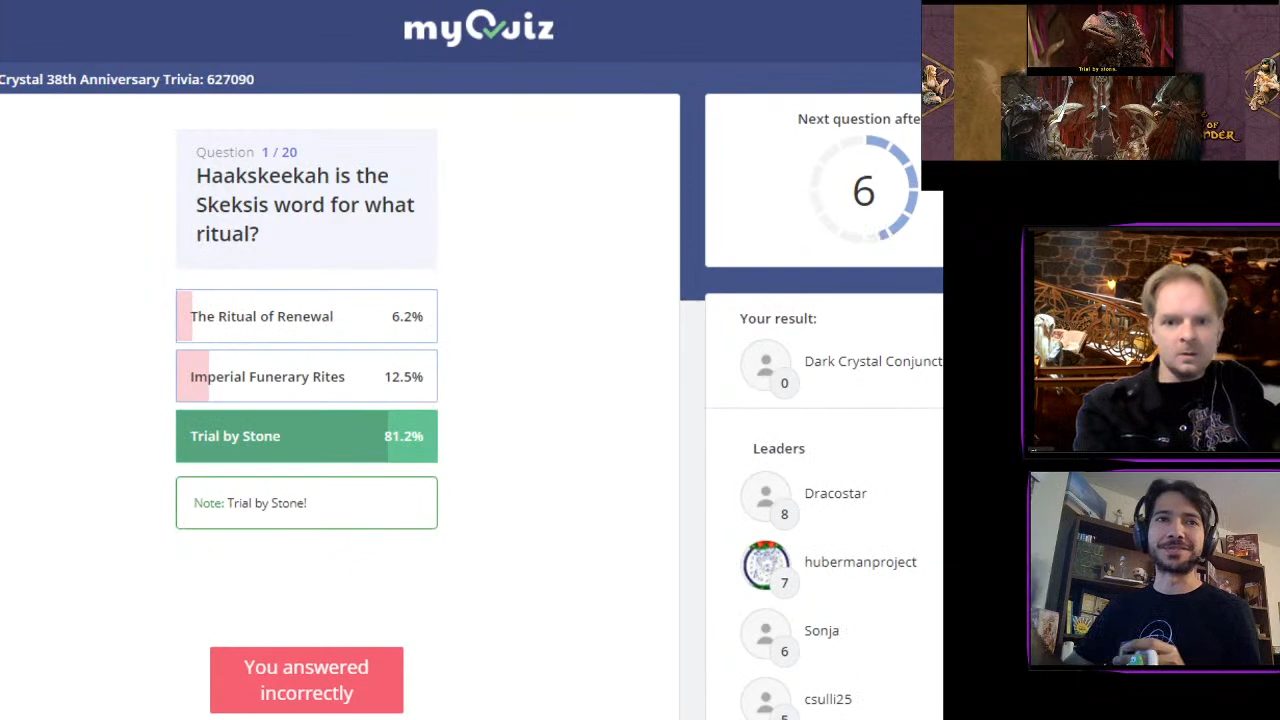 myQuiz
Crystal 38th Anniversary Trivia: 627090
Question 1 / 20
Haakskeekah is the
Skeksis word for what
ritual?
The Ritual of Renewal 6.2%
Imperial Funerary Rites 12.5%
Trial by Stone 81.2%
Note: Trial by Stone!
You answered
incorrectly
Next question afte
6
Your result:
Dark Crystal Conjunct
0
Leaders
Dracostar
8
hubermanproject
7
Sonja
6
csulli25
5
Trial by stone.
OF
NDER